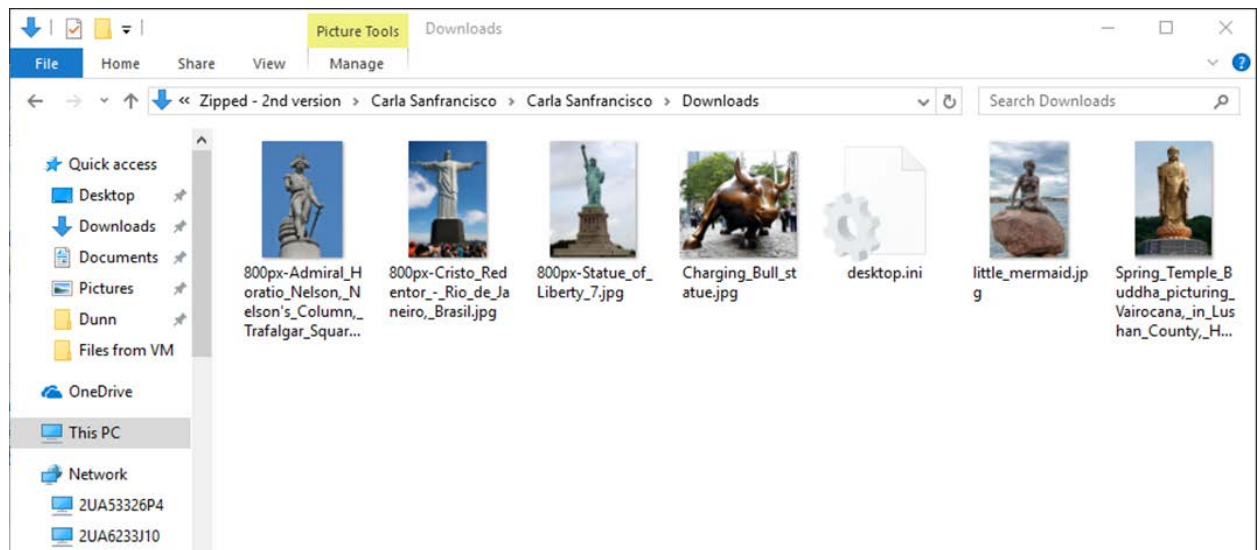 Picture Tools Downloads
File Home Share View Manage
« Zipped - 2nd version › Carla Sanfrancisco › Carla Sanfrancisco › Downloads Search Downloads
Quick access
Desktop
Downloads
Documents
Pictures
Dunn
Files from VM
OneDrive
This PC
Network
2UA53326P4
2UA6233J10
800px-Admiral_H
oratio_Nelson,_N
elson's_Column,_
Trafalgar_Squar...
800px-Cristo_Red
entor_-_Rio_de_Ja
neiro,_Brasil.jpg
800px-Statue_of_
Liberty_7.jpg
Charging_Bull_st
atue.jpg
desktop.ini
little_mermaid.jp
g
Spring_Temple_B
uddha_picturing_
Vairocana,_in_Lus
han_County,_H...